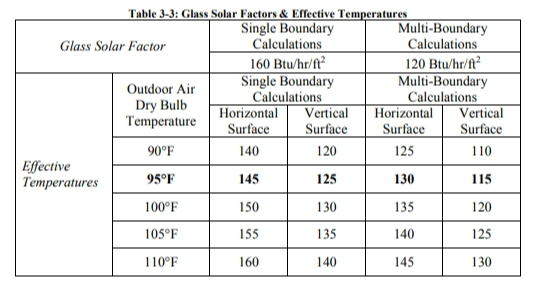 Table 3-3: Glass Solar Factors & Effective Temperatures
Glass Solar Factor
Single Boundary
Calculations
Multi-Boundary
Calculations
160 Btu/hr/ft²
120 Btu/hr/ft²
Effective
Temperatures
Outdoor Air
Dry Bulb
Temperature
Single Boundary
Calculations
Multi-Boundary
Calculations
Horizontal
Surface
Vertical
Surface
Horizontal
Surface
Vertical
Surface
90°F 140 120 125 110
95°F 145 125 130 115
100°F 150 130 135 120
105°F 155 135 140 125
110°F 160 140 145 130